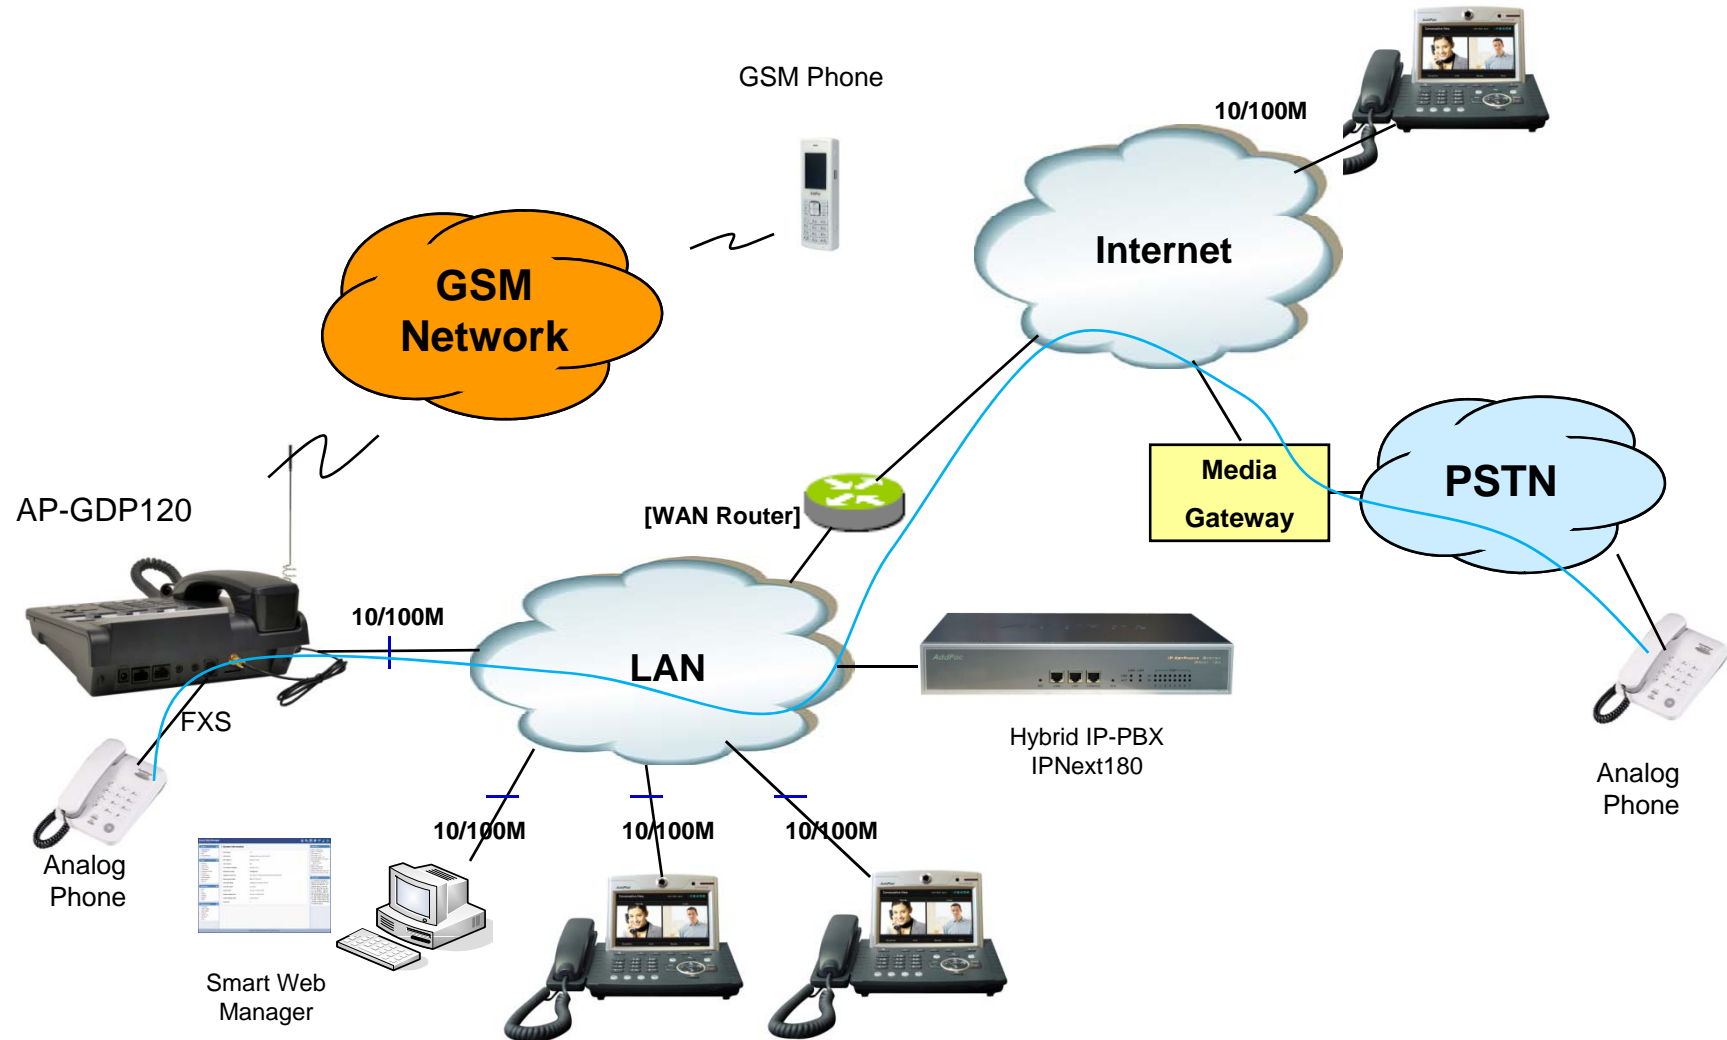 GSM Phone
10/100M
Internet
GSM
Network
AP-GDP120
[WAN Router]
Media
Gateway
PSTN
10/100M
LAN
AddPac
FXS
Hybrid IP-PBX
IPNext180
Analog
Phone
10/100M
10/100M
10/100M
Analog
Phone
Smart Web
Manager